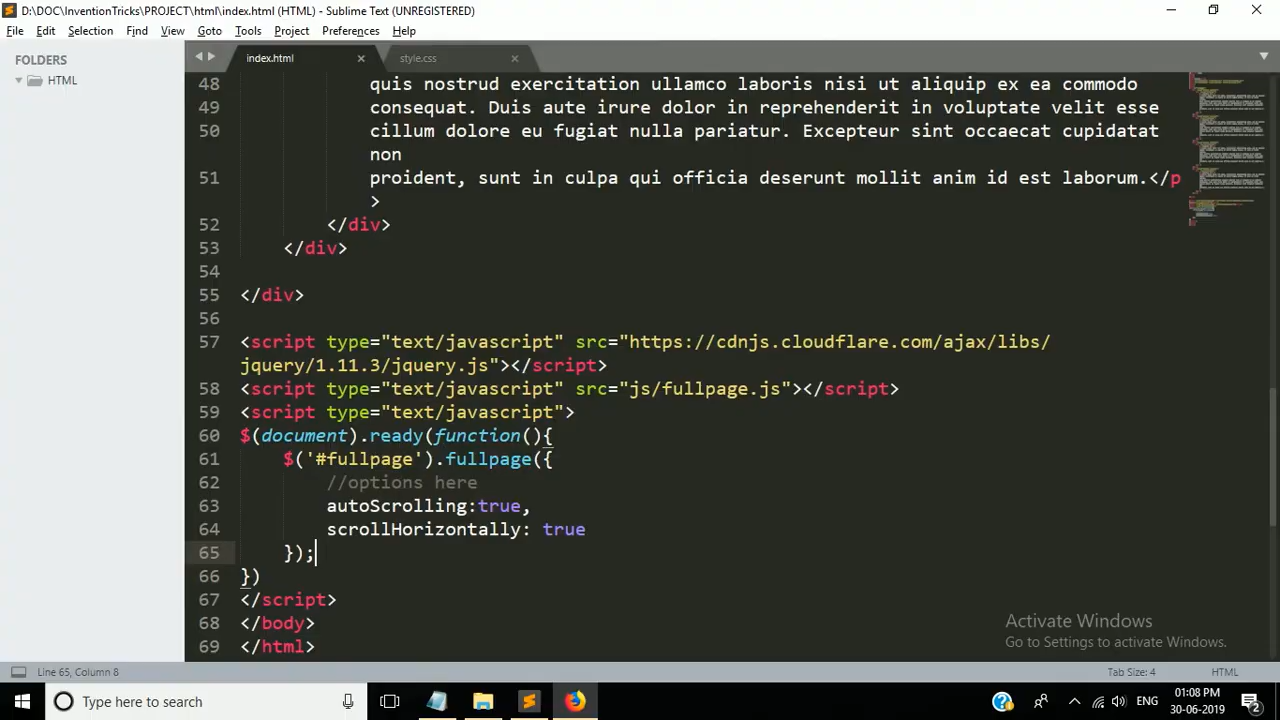 D:\DOC\InventionTricks\PROJECT\html\index.html (HTML) - Sublime Text (UNREGISTERED)
File Edit Selection Find View Goto Tools Project Preferences Help
FOLDERS
HTML
index.html
style.css
48 quis nostrud exercitation ullamco laboris nisi ut aliquip ex ea commodo
49 consequat. Duis aute irure dolor in reprehenderit in voluptate velit esse
50 cillum dolore eu fugiat nulla pariatur. Excepteur sint occaecat cupidatat
non
51 proident, sunt in culpa qui officia deserunt mollit anim id est laborum.</p
>
52 </div>
53 </div>
54
55 </div>
56
57 <script type="text/javascript" src="https://cdnjs.cloudflare.com/ajax/libs/
jquery/1.11.3/jquery.js"></script>
58 <script type="text/javascript" src="js/fullpage.js"></script>
59 <script type="text/javascript">
60 $(document).ready(function(){
61 $('#fullpage').fullpage({
62 //options here
63 autoScrolling:true,
64 scrollHorizontally: true
65 });
66 })
67 </script>
68 </body>
69 </html>
Activate Windows
Go to Settings to activate Windows.
Line 65, Column 8
Tab Size: 4
HTML
Type here to search
ENG
01:08 PM
30-06-2019
2